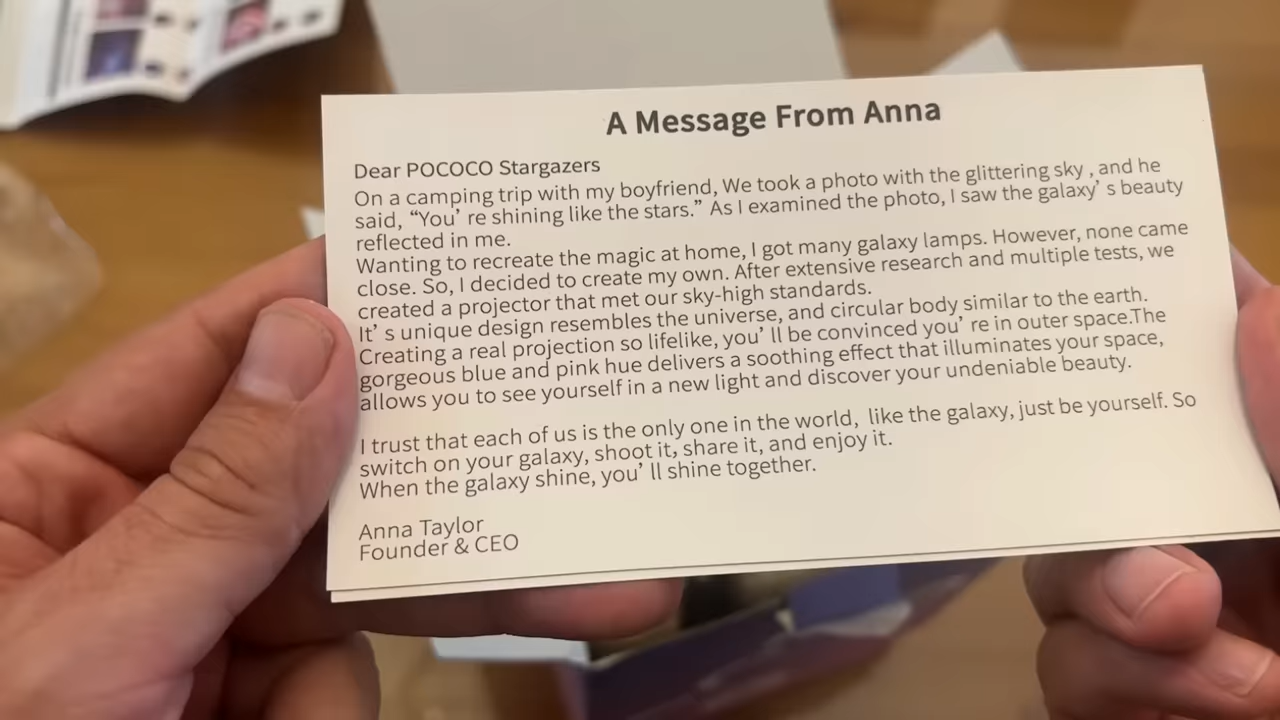 A Message From Anna
Dear POCOCO Stargazers
On a camping trip with my boyfriend, We took a photo with the glittering sky , and he
said, “You’ re shining like the stars.” As I examined the photo, I saw the galaxy’ s beauty
reflected in me.
Wanting to recreate the magic at home, I got many galaxy lamps. However, none came
close. So, I decided to create my own. After extensive research and multiple tests, we
created a projector that met our sky-high standards.
It’ s unique design resembles the universe, and circular body similar to the earth.
Creating a real projection so lifelike, you’ ll be convinced you’ re in outer space.The
gorgeous blue and pink hue delivers a soothing effect that illuminates your space,
allows you to see yourself in a new light and discover your undeniable beauty.
I trust that each of us is the only one in the world, like the galaxy, just be yourself. So
switch on your galaxy, shoot it, share it, and enjoy it.
When the galaxy shine, you’ ll shine together.
Anna Taylor
Founder & CEO